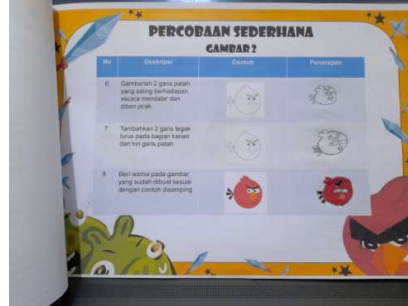 PERCOBAAN SEDERHANA
GAMBAR 2
No Deskripsi Contoh Penerapan
6 Gambarlah 2 garis patah
yang saling berhadapan
secara mendatar dan
diberi jarak
7 Tambahkan 2 garis tegak
lurus pada bagian kanan
dan kiri garis patah
8 Beri warna pada gambar
yang sudah dibuat sesuai
dengan contoh disamping